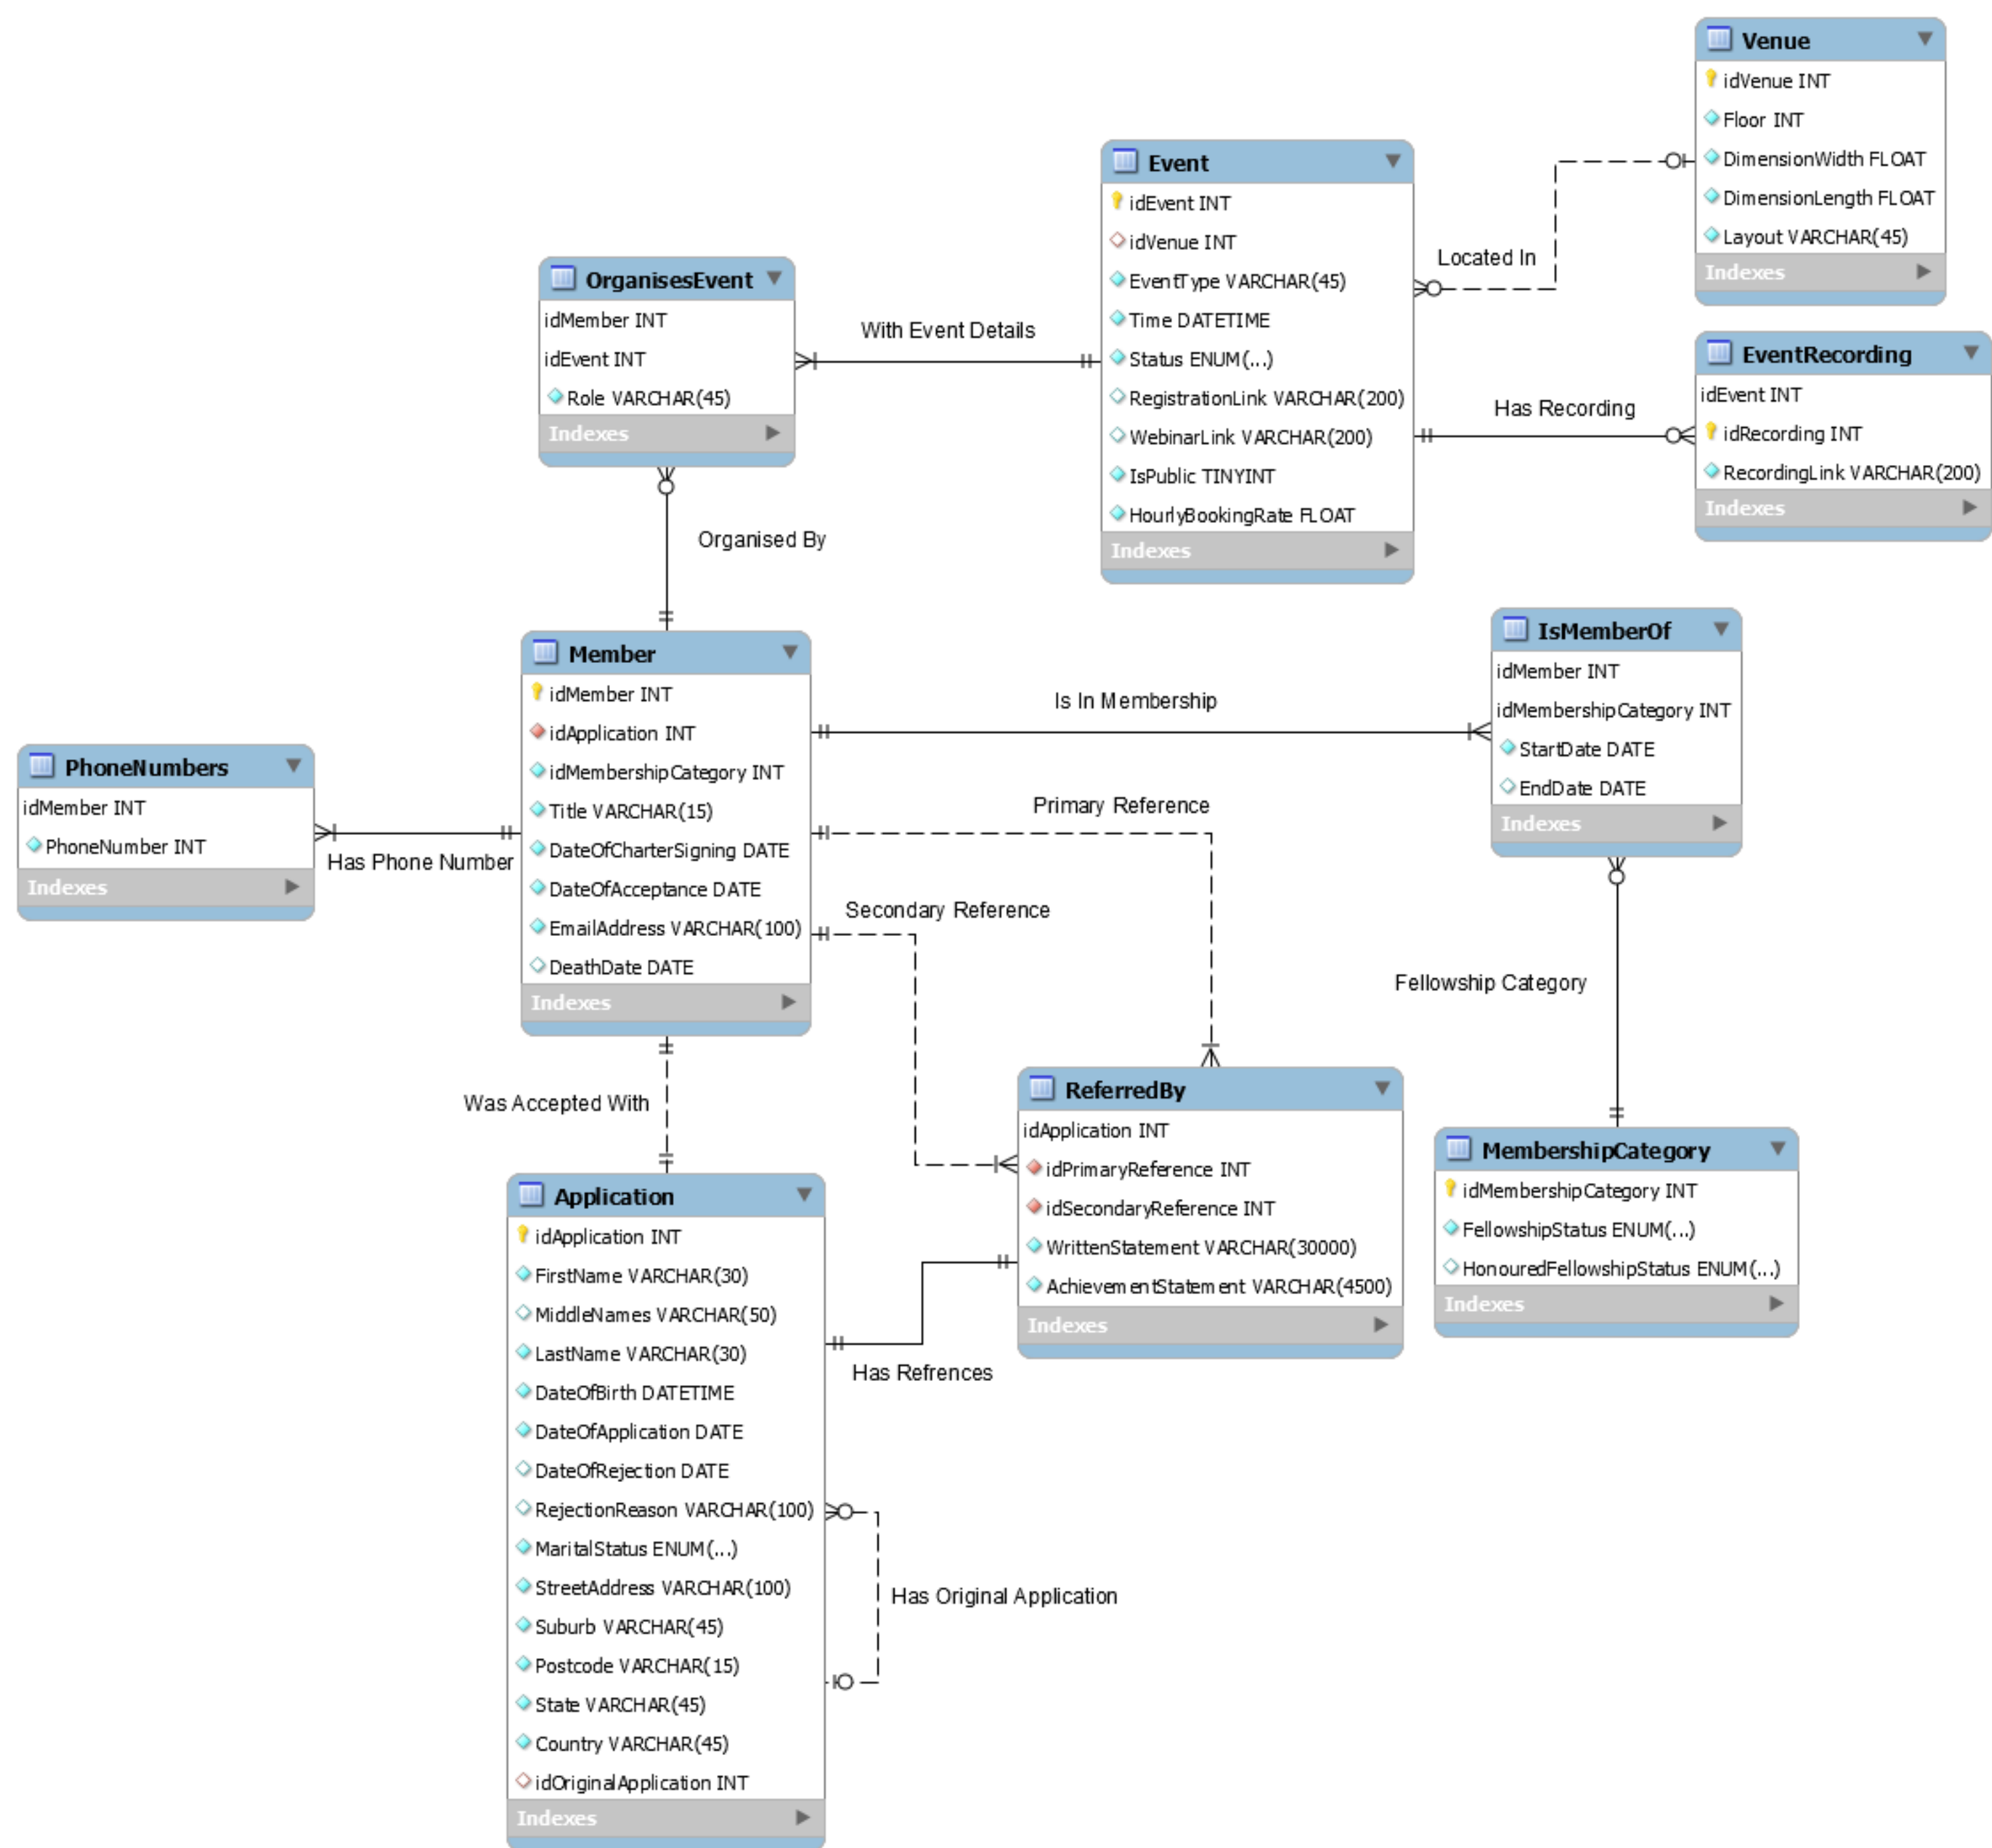 Venue
idVenue INT
Floor INT
DimensionWidth FLOAT
DimensionLength FLOAT
Layout VARCHAR(45)
Indexes
Event
idEvent INT
idVenue INT
EventType VARCHAR(45)
Time DATETIME
Status ENUM(...)
RegistrationLink VARCHAR(200)
WebinarLink VARCHAR(200)
IsPublic TINYINT
HourlyBookingRate FLOAT
Indexes
Located In
OrganisesEvent
idMember INT
idEvent INT
Role VARCHAR(45)
Indexes
With Event Details
EventRecording
idEvent INT
idRecording INT
RecordingLink VARCHAR(200)
Indexes
Has Recording
Organised By
Member
idMember INT
idApplication INT
idMembershipCategory INT
Title VARCHAR(15)
DateOfCharterSigning DATE
DateOfAcceptance DATE
EmailAddress VARCHAR(100)
DeathDate DATE
Indexes
Is In Membership
IsMemberOf
idMember INT
idMembershipCategory INT
StartDate DATE
EndDate DATE
Indexes
PhoneNumbers
idMember INT
PhoneNumber INT
Indexes
Has Phone Number
Primary Reference
Secondary Reference
Fellowship Category
Was Accepted With
ReferredBy
idApplication INT
idPrimaryReference INT
idSecondaryReference INT
WrittenStatement VARCHAR(30000)
AchievementStatement VARCHAR(4500)
Indexes
MembershipCategory
idMembershipCategory INT
FellowshipStatus ENUM(...)
HonouredFellowshipStatus ENUM(...)
Indexes
Application
idApplication INT
FirstName VARCHAR(30)
MiddleNames VARCHAR(50)
LastName VARCHAR(30)
DateOfBirth DATETIME
DateOfApplication DATE
DateOfRejection DATE
RejectionReason VARCHAR(100)
MaritalStatus ENUM(...)
StreetAddress VARCHAR(100)
Suburb VARCHAR(45)
Postcode VARCHAR(15)
State VARCHAR(45)
Country VARCHAR(45)
idOriginalApplication INT
Indexes
Has Refrences
Has Original Application